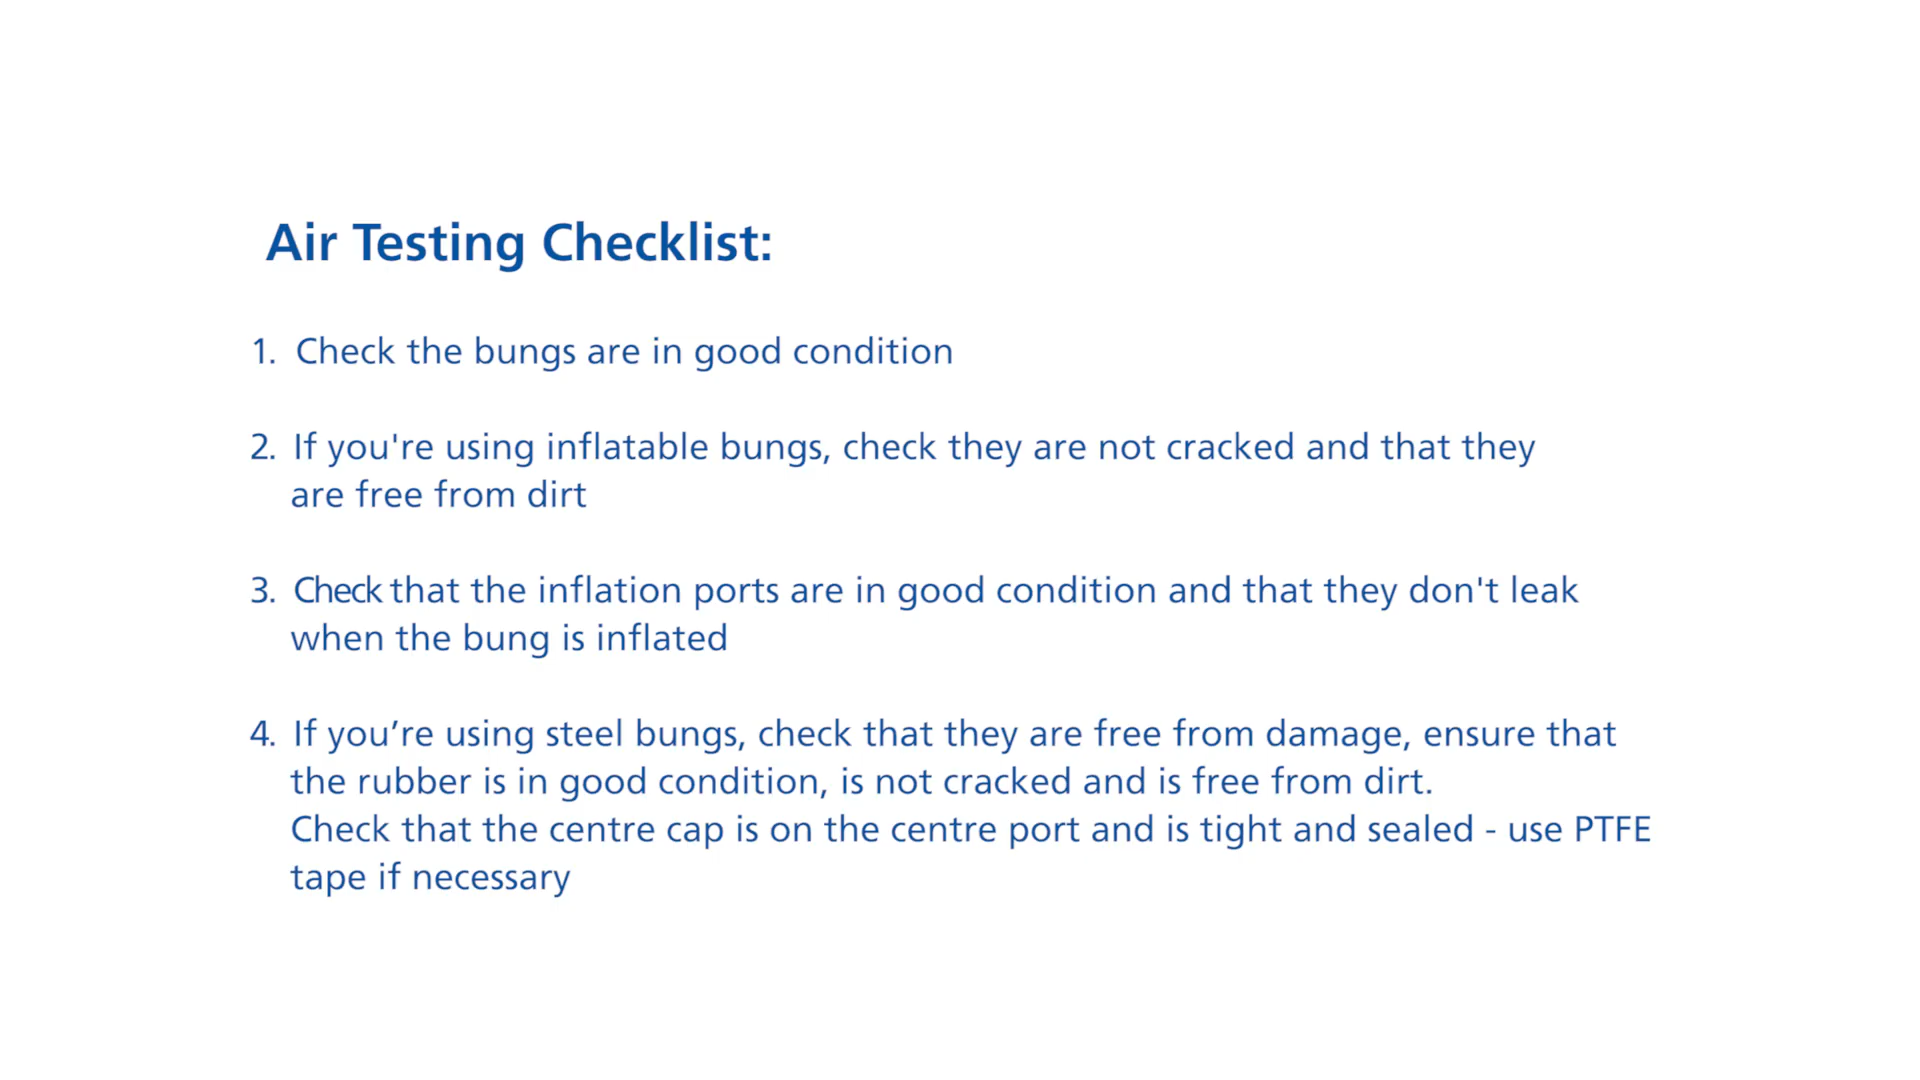 Air Testing Checklist:
1. Check the bungs are in good condition
2. If you're using inflatable bungs, check they are not cracked and that they
are free from dirt
3. Check that the inflation ports are in good condition and that they don't leak
when the bung is inflated
4. If you’re using steel bungs, check that they are free from damage, ensure that
the rubber is in good condition, is not cracked and is free from dirt.
Check that the centre cap is on the centre port and is tight and sealed - use PTFE
tape if necessary